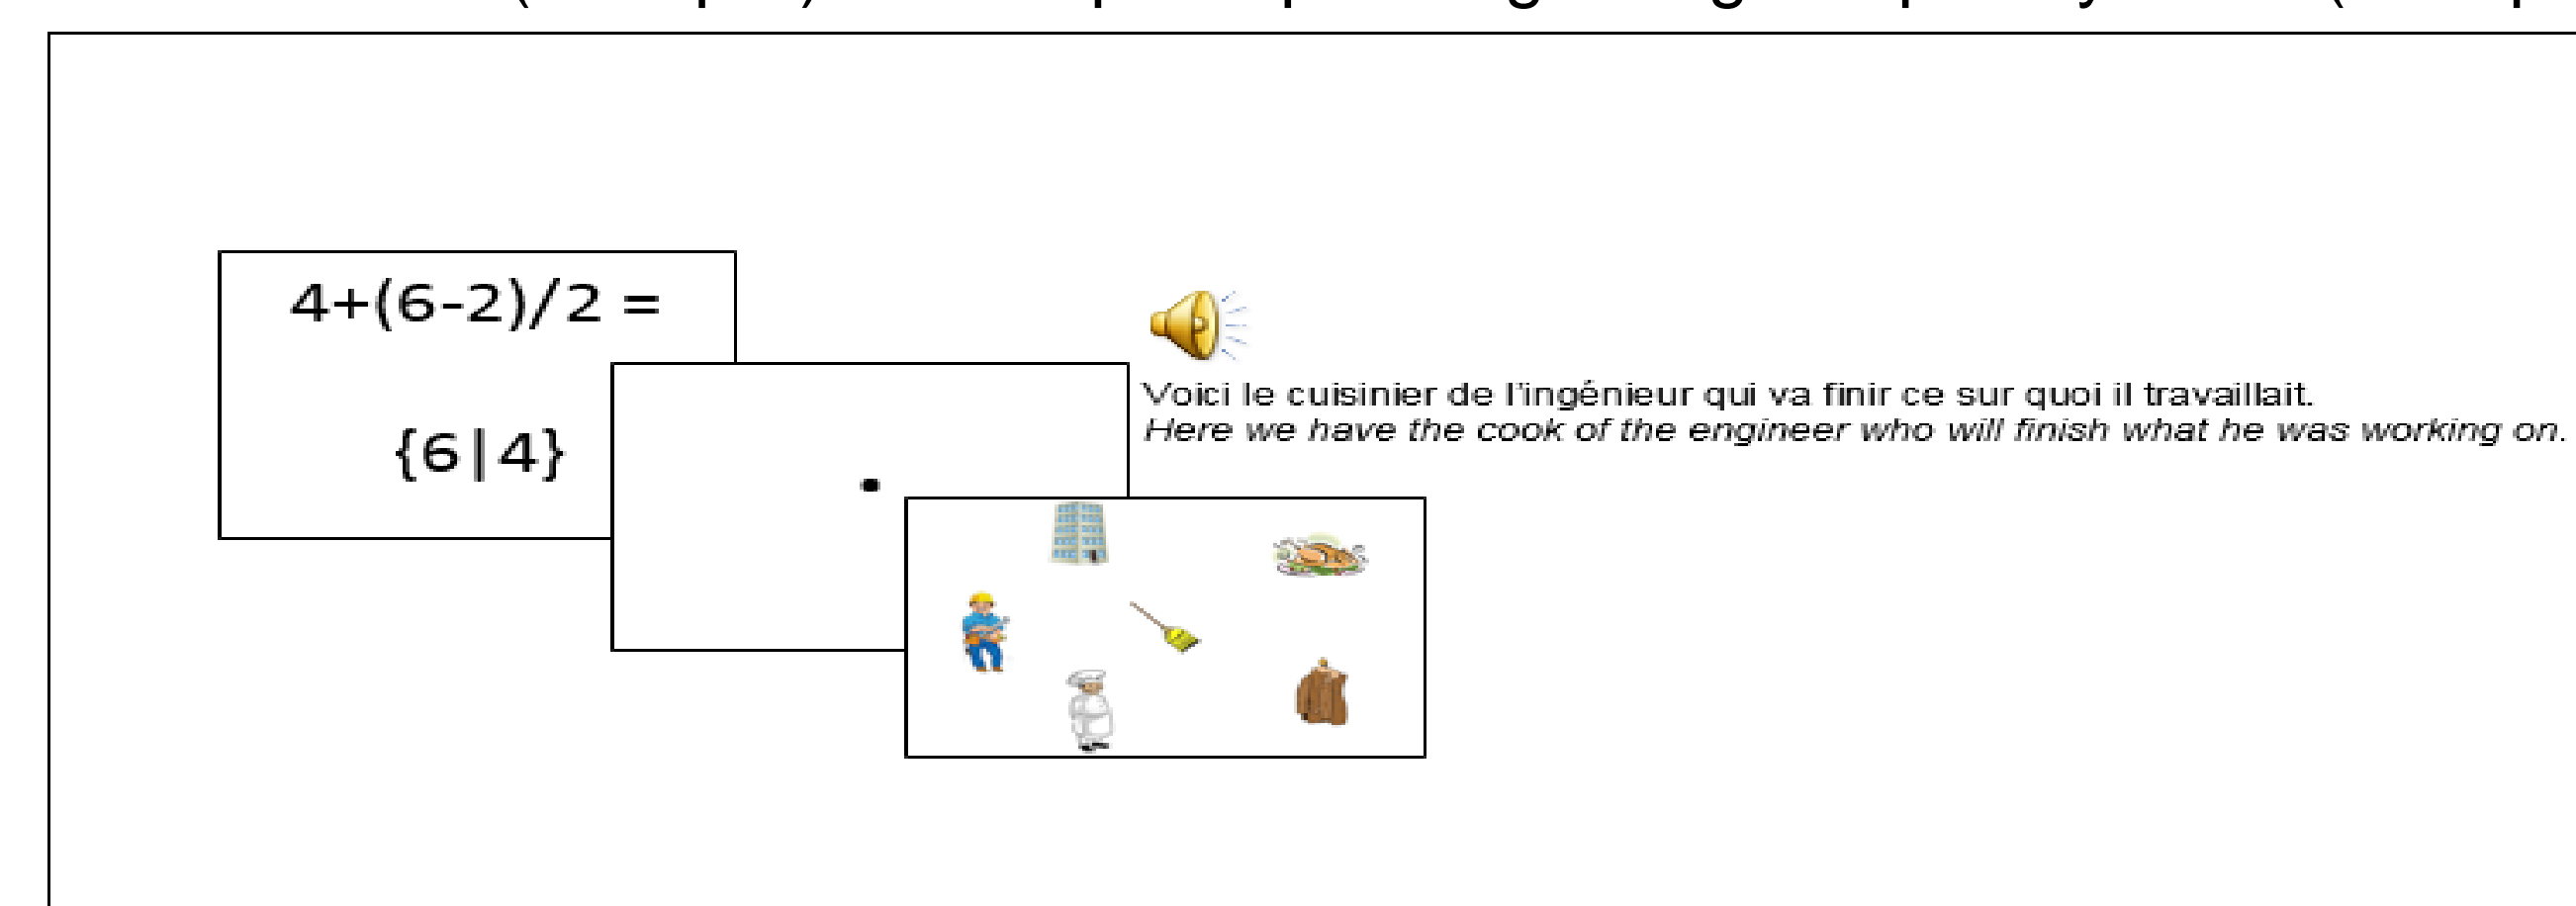 4+(6-2)/2 =
{6|4}
Voici le cuisinier de l'ingénieur qui va finir ce sur quoi il travaillait.
Here we have the cook of the engineer who will finish what he was working on.